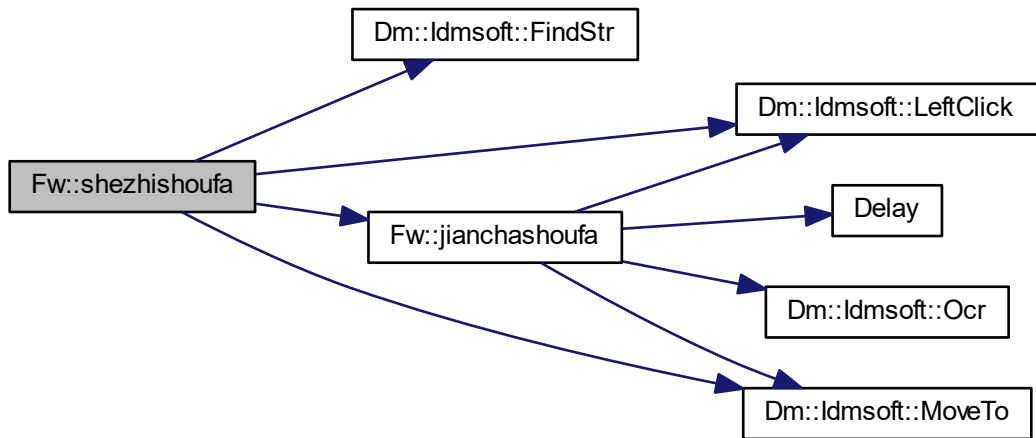 Dm::Idmsoft::FindStr
Dm::Idmsoft::LeftClick
Fw::shezhishoufa
Fw::jianchashoufa
Delay
Dm::Idmsoft::Ocr
Dm::Idmsoft::MoveTo